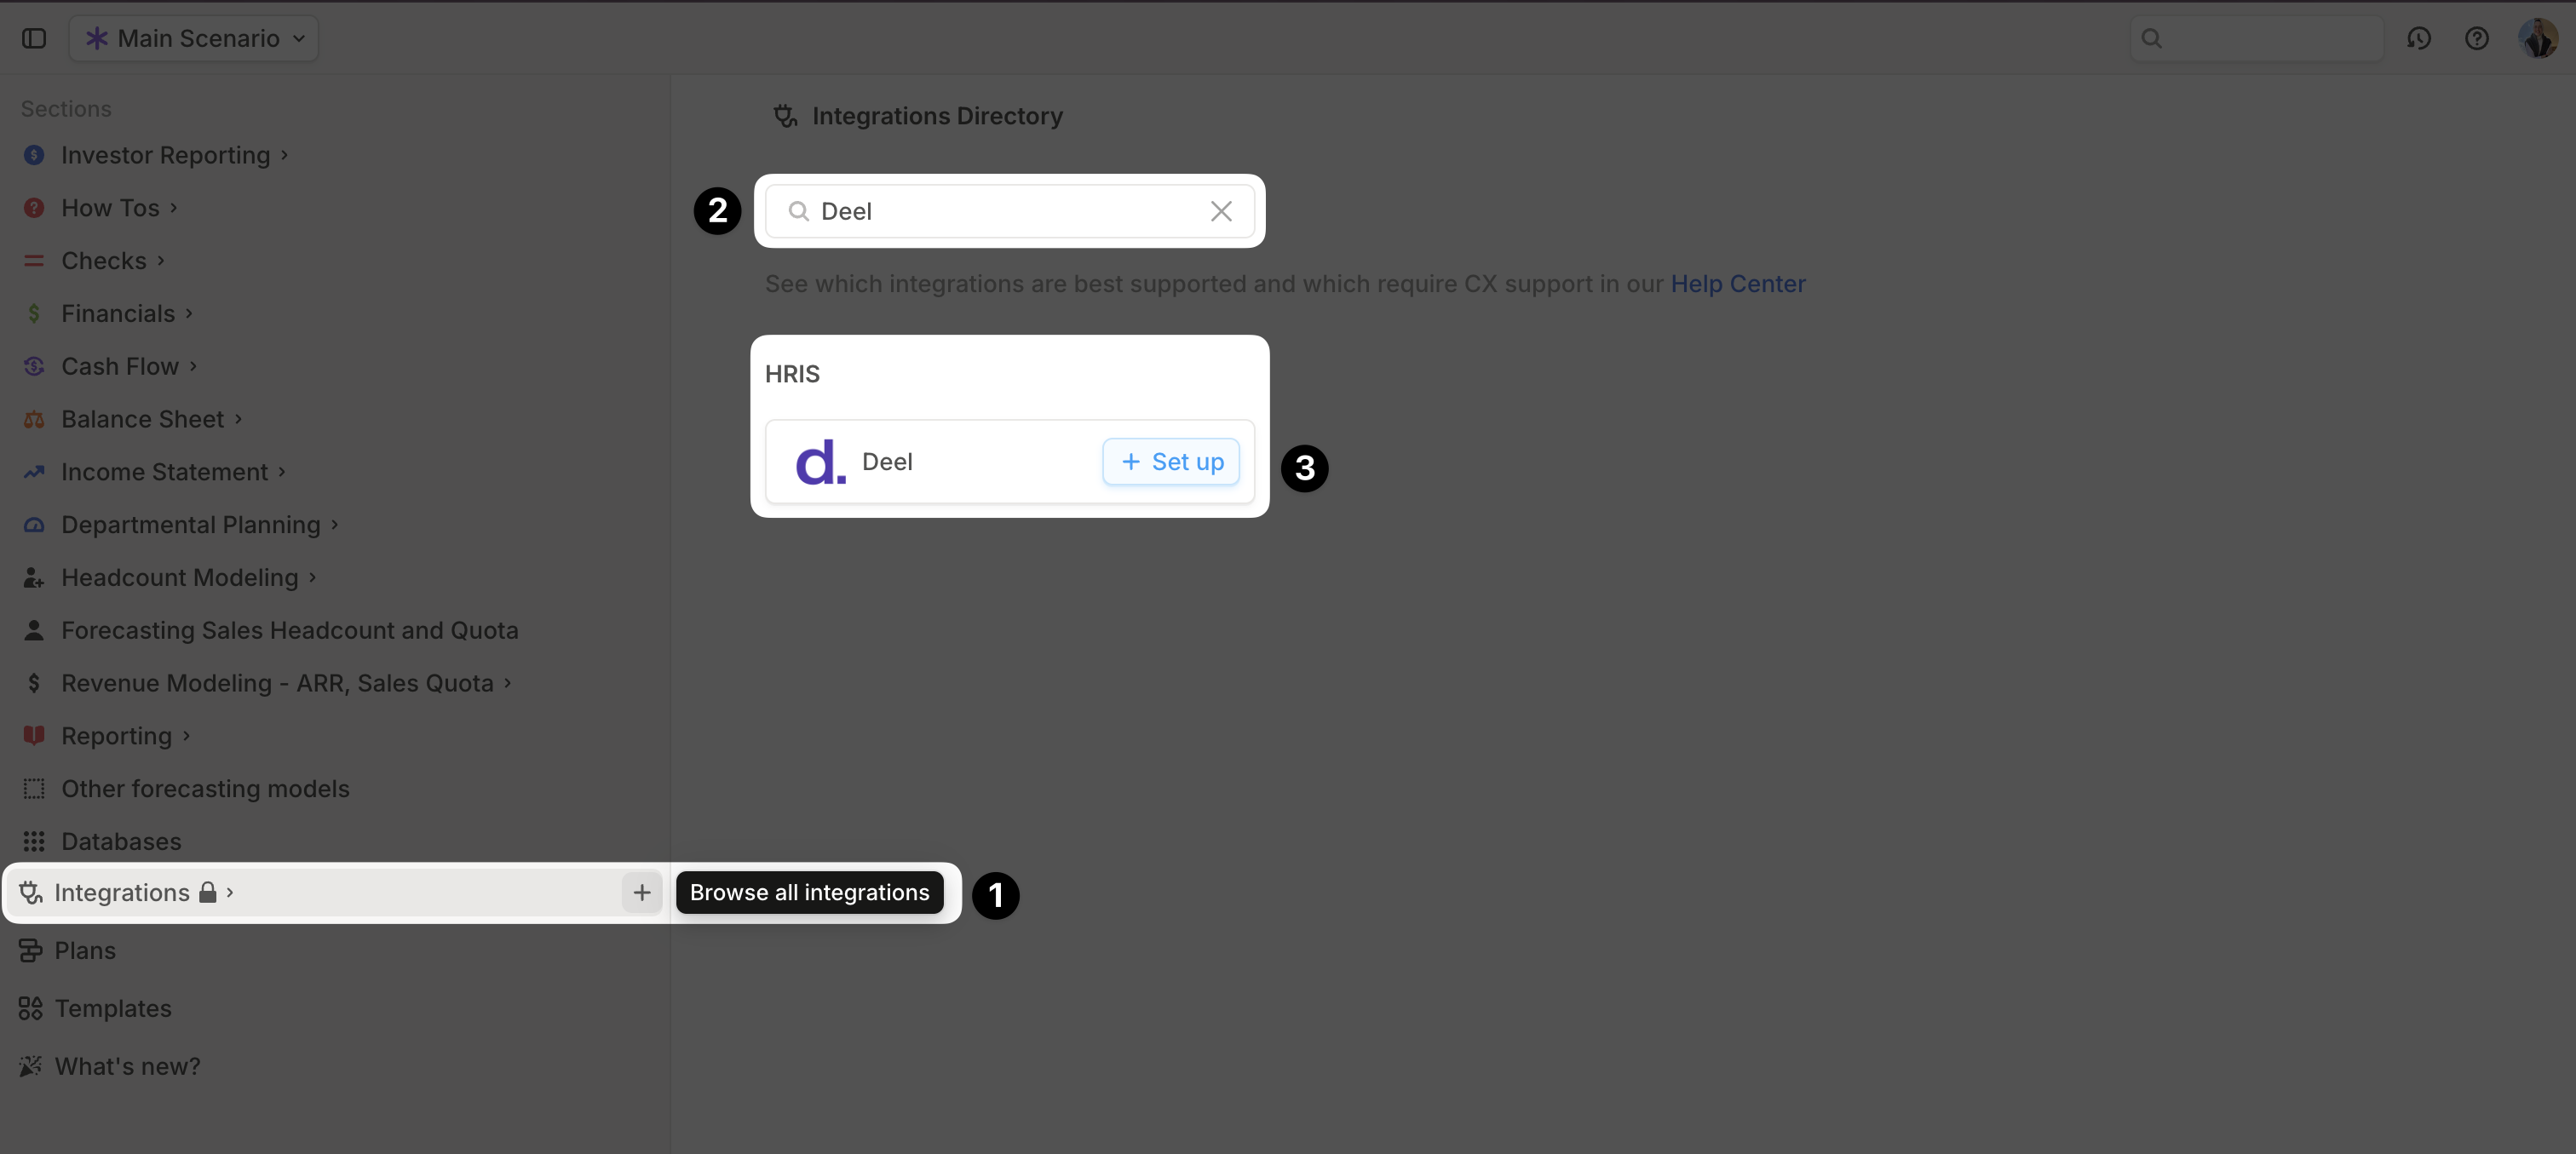 Main Scenario
Sections
Investor Reporting
How Tos
Checks
Financials
Cash Flow
Balance Sheet
Income Statement
Departmental Planning
Headcount Modeling
Forecasting Sales Headcount and Quota
Revenue Modeling - ARR, Sales Quota
Reporting
Other forecasting models
Databases
Integrations
Browse all integrations
1
Plans
Templates
What's new?
Integrations Directory
2
Deel
See which integrations are best supported and which require CX support in our Help Center
HRIS
d. Deel + Set up
3